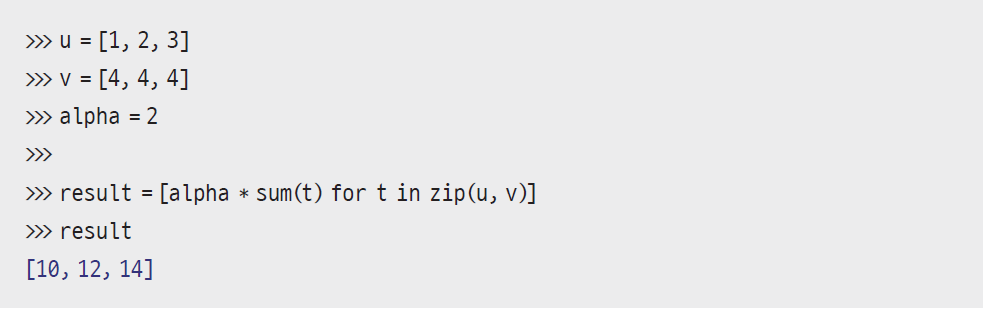 >>> u = [1, 2, 3]
>>> v = [4, 4, 4]
>>> alpha = 2
>>>
>>> result = [alpha * sum(t) for t in zip(u, v)]
>>> result
[10, 12, 14]